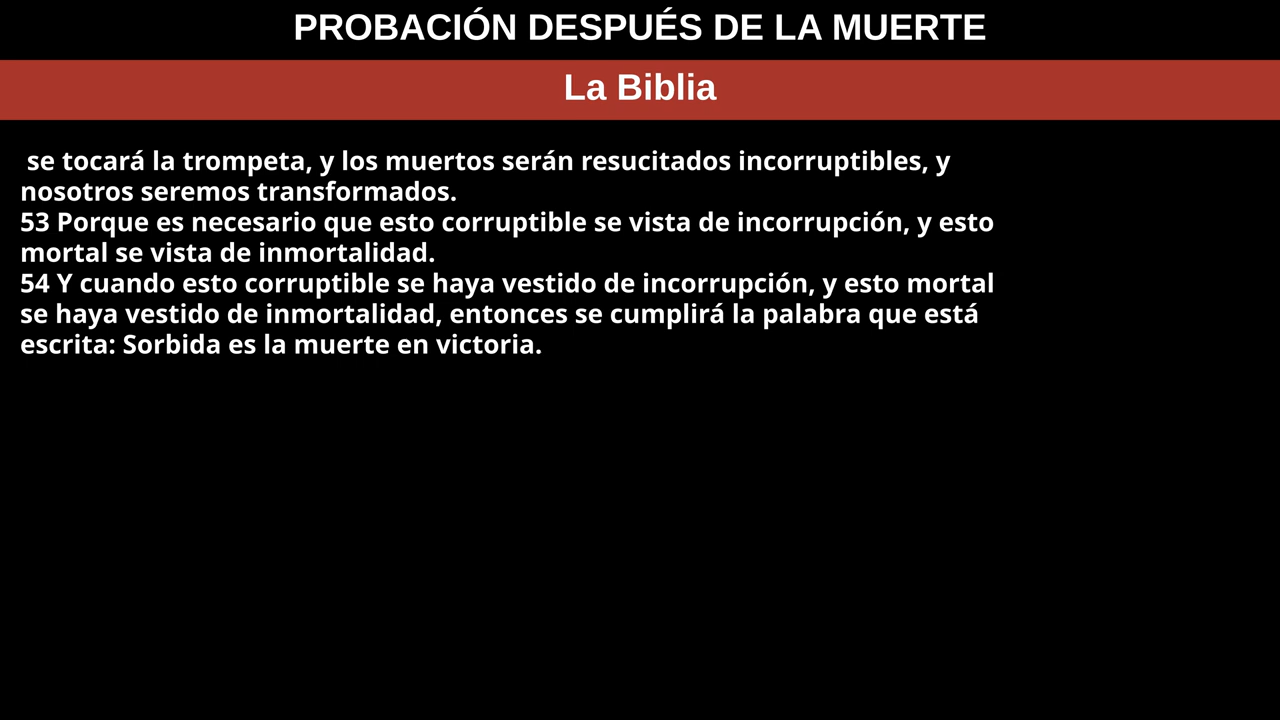 PROBACIÓN DESPUÉS DE LA MUERTE
La Biblia
se tocará la trompeta, y los muertos serán resucitados incorruptibles, y
nosotros seremos transformados.
53 Porque es necesario que esto corruptible se vista de incorrupción, y esto
mortal se vista de inmortalidad.
54 Y cuando esto corruptible se haya vestido de incorrupción, y esto mortal
se haya vestido de inmortalidad, entonces se cumplirá la palabra que está
escrita: Sorbida es la muerte en victoria.